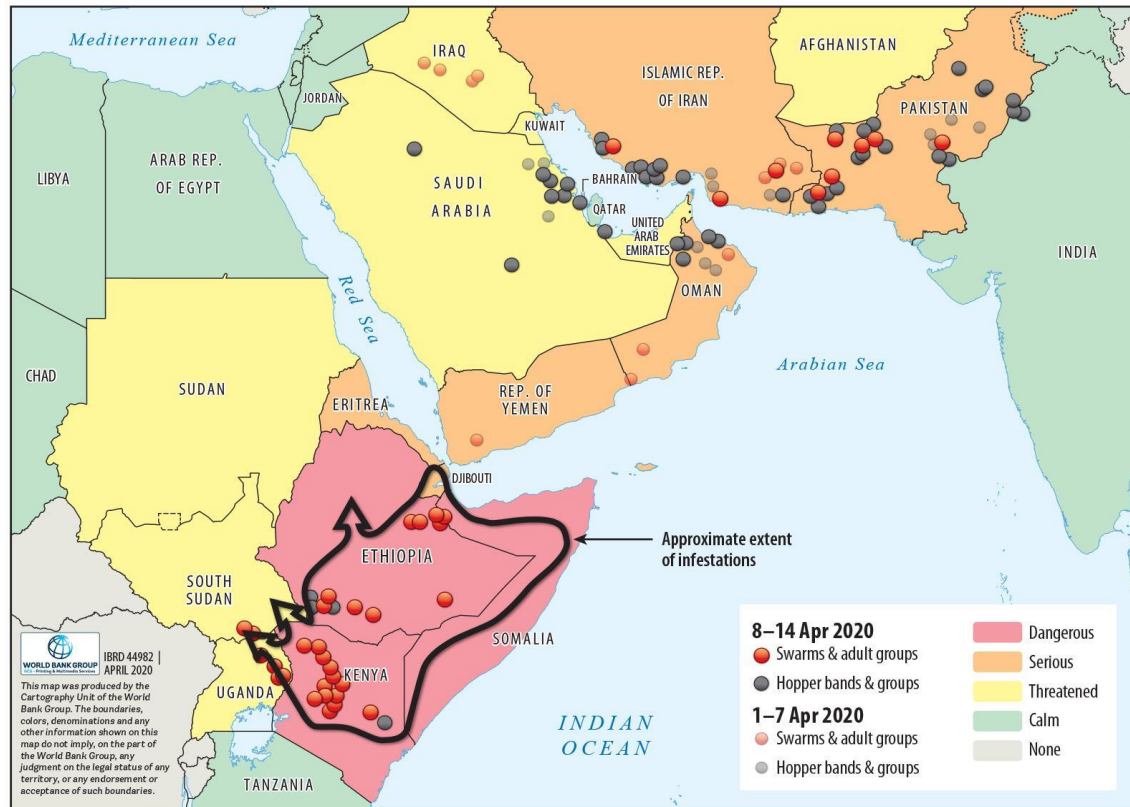 Mediterranean Sea
IRAQ
AFGHANISTAN
ISLAMIC REP.
OF IRAN
JORDAN
PAKISTAN
KUWAIT
LIBYA
ARAB REP.
OF EGYPT
SAUDI
ARABIA
BAHRAIN
QATAR
UNITED
ARAB
EMIRATES
INDIA
OMAN
Red Sea
Arabian Sea
CHAD
SUDAN
ERITREA
REP. OF
YEMEN
DJIBOUTI
Approximate extent
of infestations
ETHIOPIA
SOUTH
SUDAN
SOMALIA
KENYA
UGANDA
INDIAN
OCEAN
TANZANIA
8–14 Apr 2020
Swarms & adult groups
Hopper bands & groups
1–7 Apr 2020
Swarms & adult groups
Hopper bands & groups
Dangerous
Serious
Threatened
Calm
None
WORLD BANK GROUP
IBRD 44982 |
APRIL 2020
This map was produced by the
Cartography Unit of the World
Bank Group. The boundaries,
colors, denominations and any
other information shown on this
map do not imply, on the part of
the World Bank Group, any
judgment on the legal status of any
territory, or any endorsement or
acceptance of such boundaries.